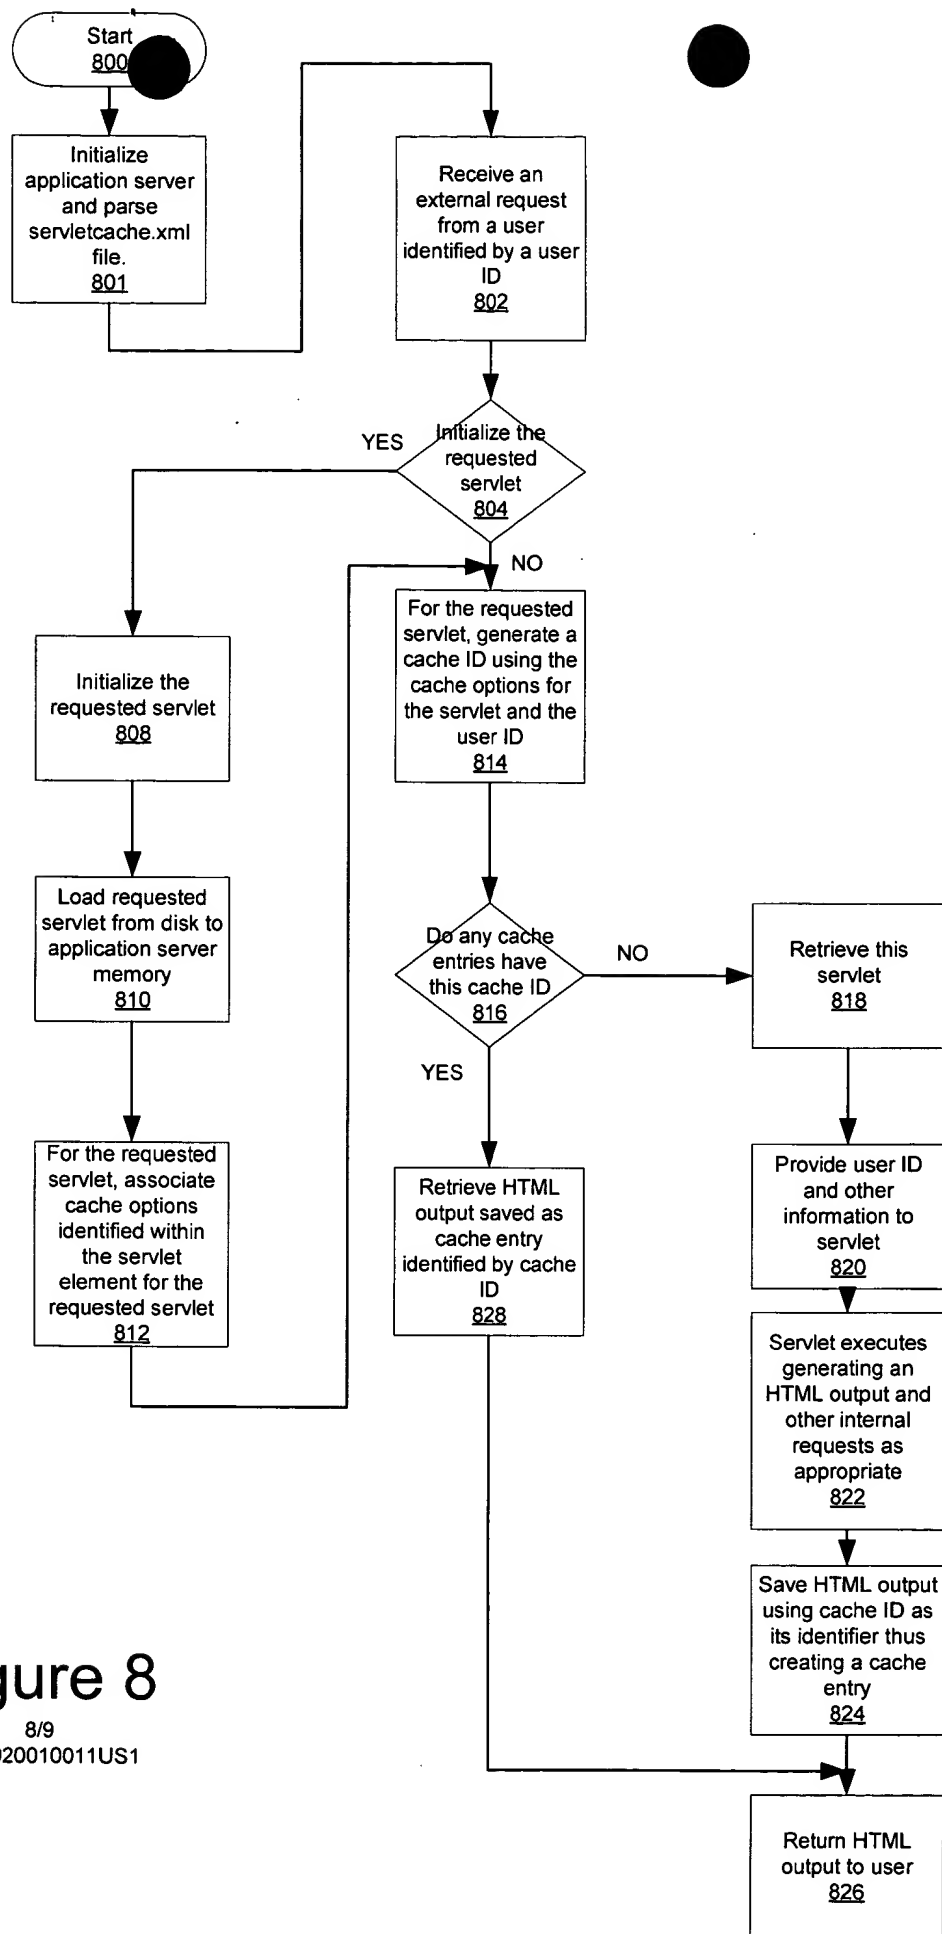 Start
800
Initialize
application server
and parse
servletcache.xml
file.
801
Receive an
external request
from a user
identified by a user
ID
802
YES
Initialize the
requested
servlet
804
NO
Initialize the
requested servlet
808
For the requested
servlet, generate a
cache ID using the
cache options for
the servlet and the
user ID
814
Load requested
servlet from disk to
application server
memory
810
Do any cache
entries have
this cache ID
816
NO
YES
Retrieve this
servlet
818
For the requested
servlet, associate
cache options
identified within
the servlet
element for the
requested servlet
812
Retrieve HTML
output saved as
cache entry
identified by cache
ID
828
Provide user ID
and other
information to
servlet
820
Servlet executes
generating an
HTML output and
other internal
requests as
appropriate
822
Save HTML output
using cache ID as
its identifier thus
creating a cache
entry
824
Return HTML
output to user
826
gure 8
8/9
20010011US1